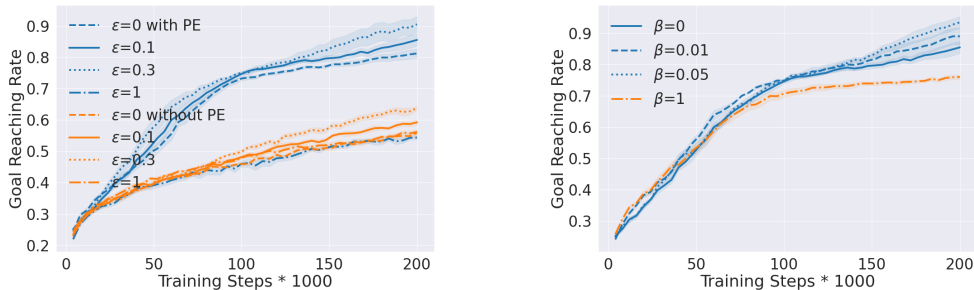 Goal Reaching Rate
0.9
0.8
0.7
0.6
0.5
0.4
0.3
0.2
ε=0 with PE
ε=0.1
ε=0.3
ε=1
ε=0 without PE
ε=0.1
ε=0.3
ε=1
0 50 100 150 200
Training Steps * 1000
Goal Reaching Rate
0.9
0.8
0.7
0.6
0.5
0.4
0.3
β=0
β=0.01
β=0.05
β=1
0 50 100 150 200
Training Steps * 1000